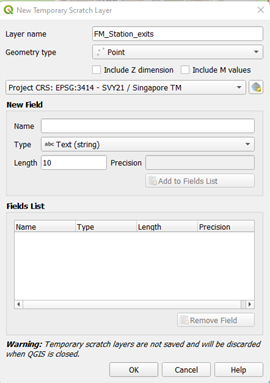 New Temporary Scratch Layer
Layer name FM_Station_exits
Geometry type Point
Include Z dimension Include M values
Project CRS: EPSG:3414 - SVY21 / Singapore TM
New Field
Name
Type abc Text (string)
Length 10 Precision
Add to Fields List
Fields List
Name Type Length Precision
Remove Field
Warning: Temporary scratch layers are not saved and will be discarded
when QGIS is closed.
OK Cancel Help